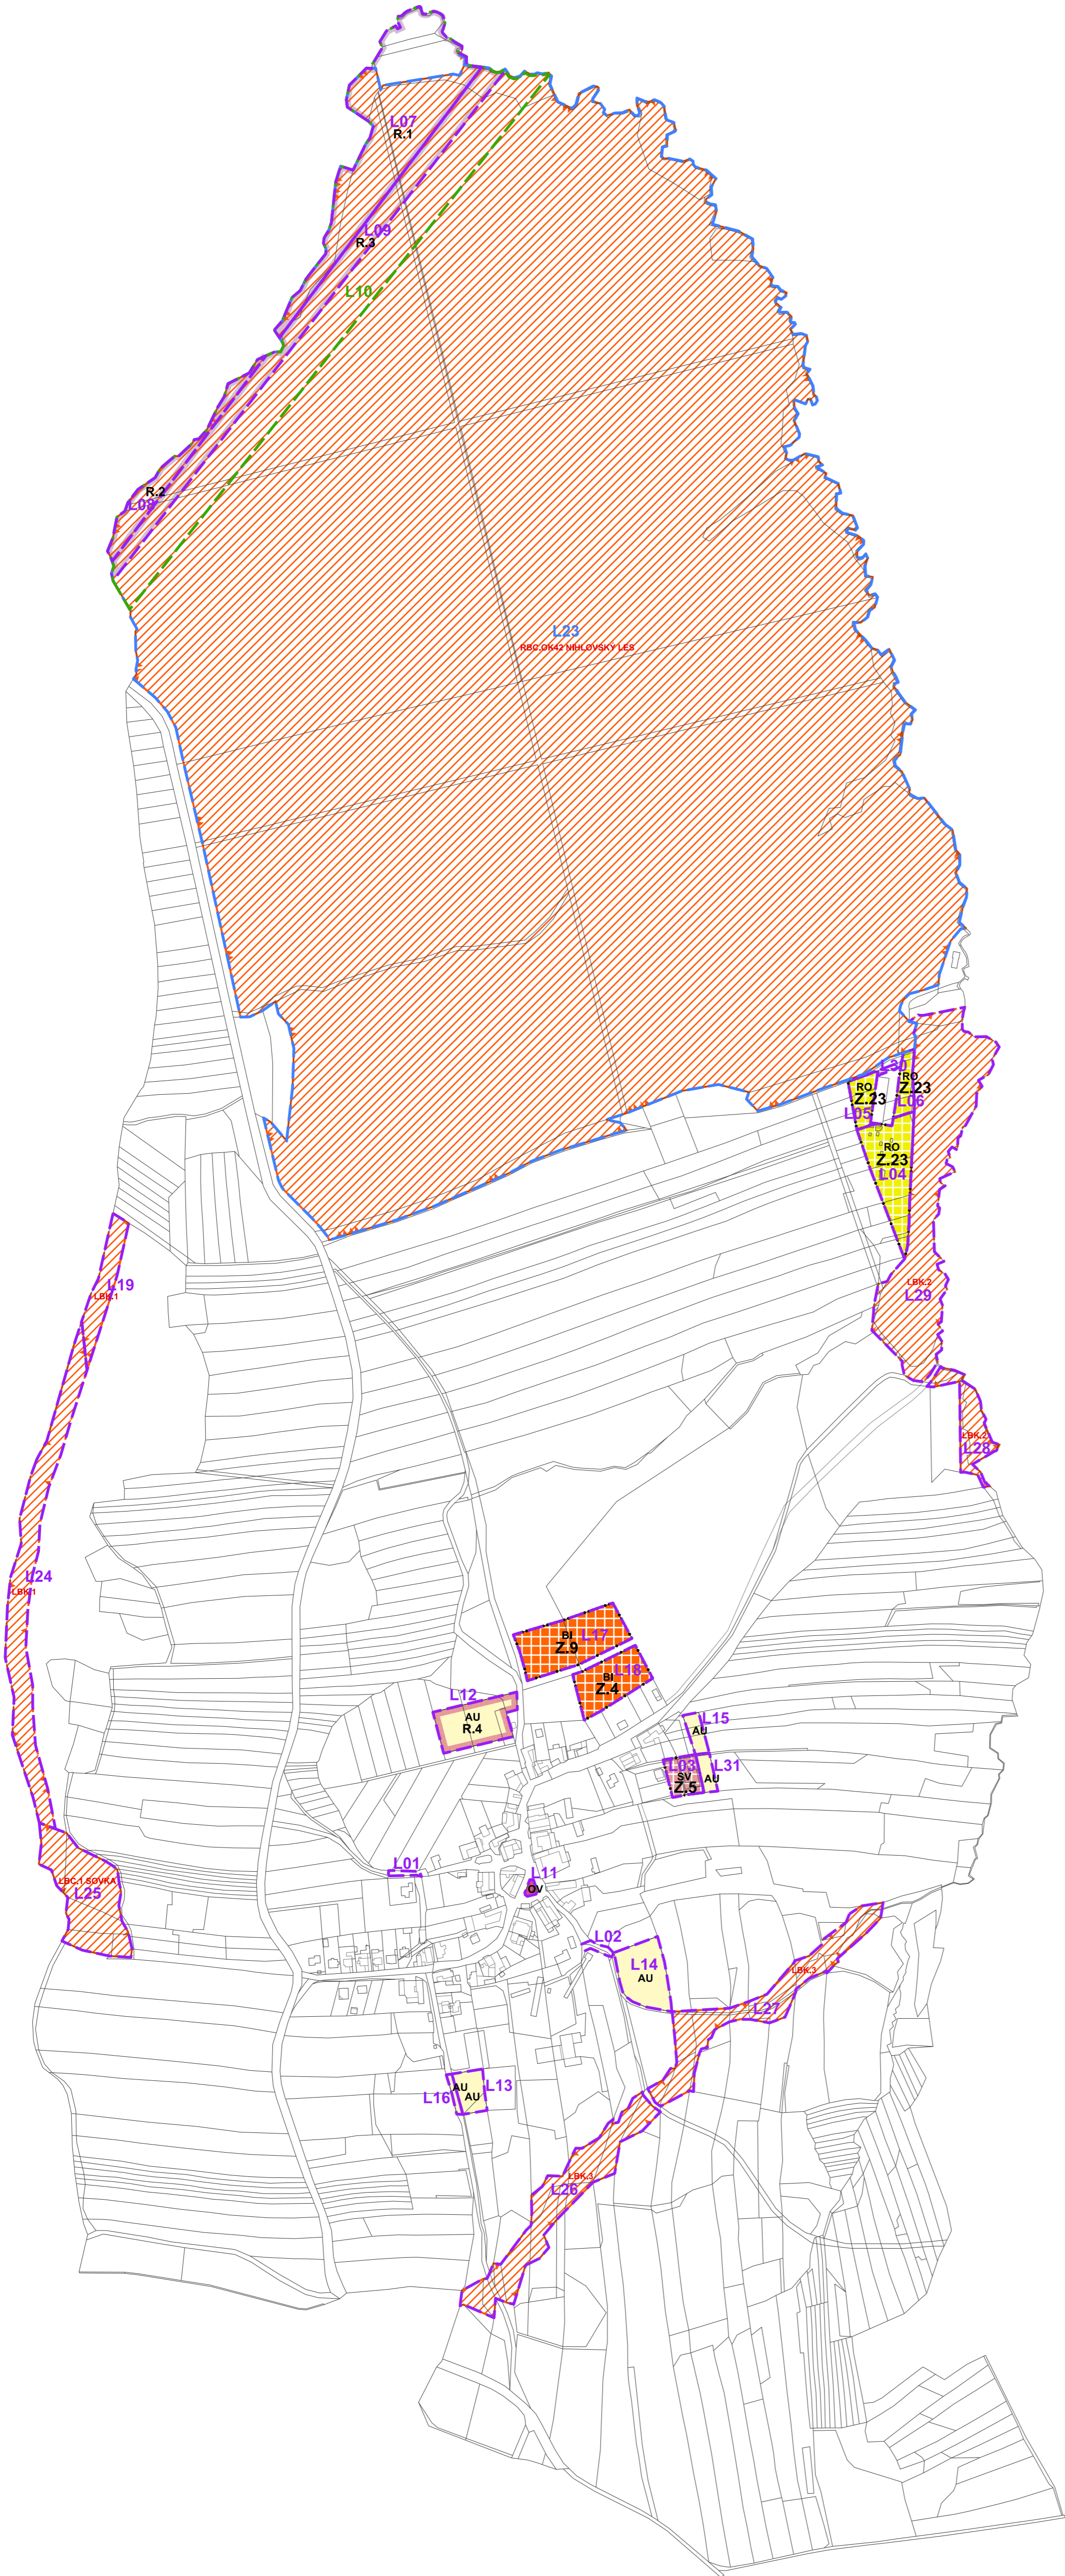 L07
R.1
L09
R.3
L10
R.2
L08
L23
RBC.OK42 NIHLOVSKÝ LES
L30
RO
Z.23
L05
RO
Z.23
L06
RO
Z.23
L04
LBK.2
L29
L19
LBK.1
LBK.2
L28
L24
LBK.1
BI
Z.9
L17
BI
Z.4
L18
L12
AU
R.4
L15
AU
L03
SV
Z.5
L31
AU
L01
L11
OV
LBC.1 SOVKA
L25
L02
L14
AU
LBK.3
L27
L16
AU
AU
L13
LBK.3
L26